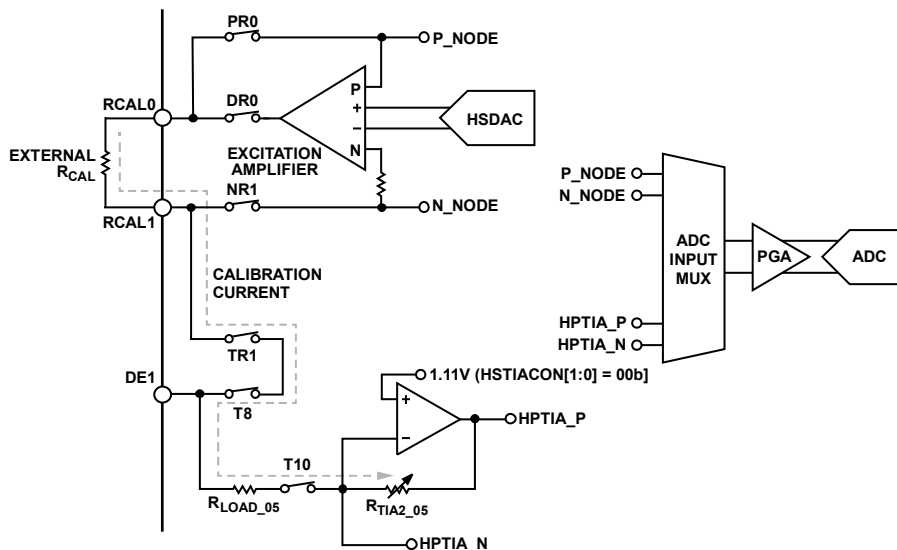 PR0
P_NODE
RCAL0
DR0
P
+
−
N
HSDAC
EXCITATION
AMPLIFIER
EXTERNAL
RCAL
NR1
N_NODE
RCAL1
CALIBRATION
CURRENT
TR1
DE1
T8
1.11V (HSTIACON[1:0] = 00b]
+
−
HPTIA_P
T10
RLOAD_05
RTIA2_05
HPTIA_N
P_NODE
N_NODE
ADC
INPUT
MUX
PGA
ADC
HPTIA_P
HPTIA_N